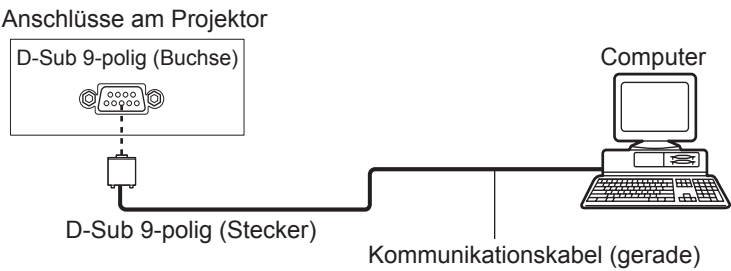 Anschlüsse am Projektor
D-Sub 9-polig (Buchse)
Computer
D-Sub 9-polig (Stecker)
Kommunikationskabel (gerade)